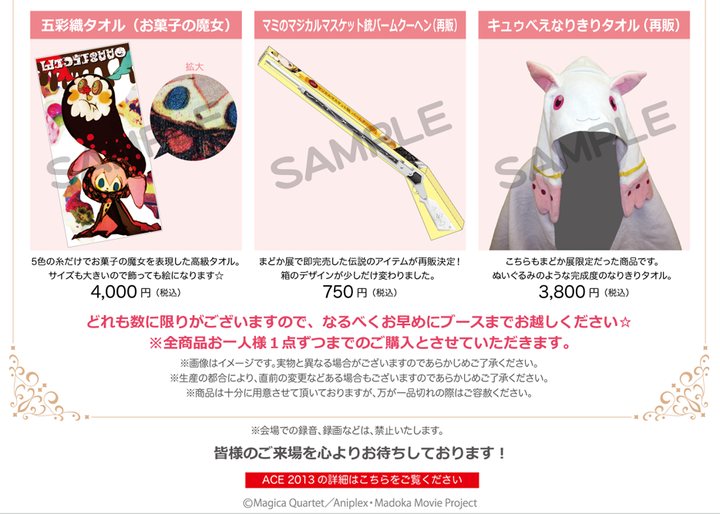 五彩織タオル（お菓子の魔女）
マミのマジカルマスケット銃バームクーヘン(再販)
キュゥべえなりきりタオル（再販）
拡大
SAMPLE
SAMPLE
SAMPLE
5色の糸だけでお菓子の魔女を表現した高級タオル。
サイズも大きいので飾っても絵になります☆
4,000円（税込）
まどか展で即完売した伝説のアイテムが再販決定！
箱のデザインが少しだけ変わりました。
750円（税込）
こちらもまどか展限定だった商品です。
ぬいぐるみのような完成度のなりきりタオル。
3,800円（税込）
どれも数に限りがございますので、なるべくお早めにブースまでお越しください☆
※全商品お一人様１点ずつまでのご購入とさせていただきます。
※画像はイメージです。実物と異なる場合がございますのであらかじめご了承ください。
※生産の都合により、直前の変更などある場合もございますのであらかじめご了承ください。
※商品は十分に用意させて頂いておりますが、万が一品切れの際はご容赦ください。
※会場での録音、録画などは、禁止いたします。
皆様のご来場を心よりお待ちしております！
ACE 2013の詳細はこちらをご覧ください
©Magica Quartet／Aniplex・Madoka Movie Project